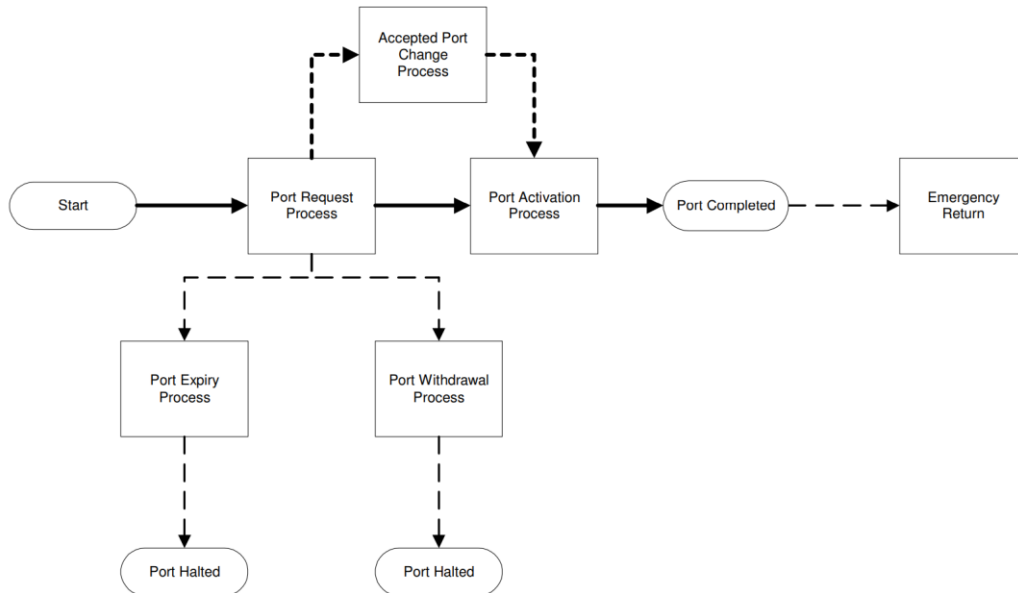 Accepted Port
Change
Process
Start
Port Request
Process
Port Activation
Process
Port Completed
Emergency
Return
Port Expiry
Process
Port Withdrawal
Process
Port Halted
Port Halted